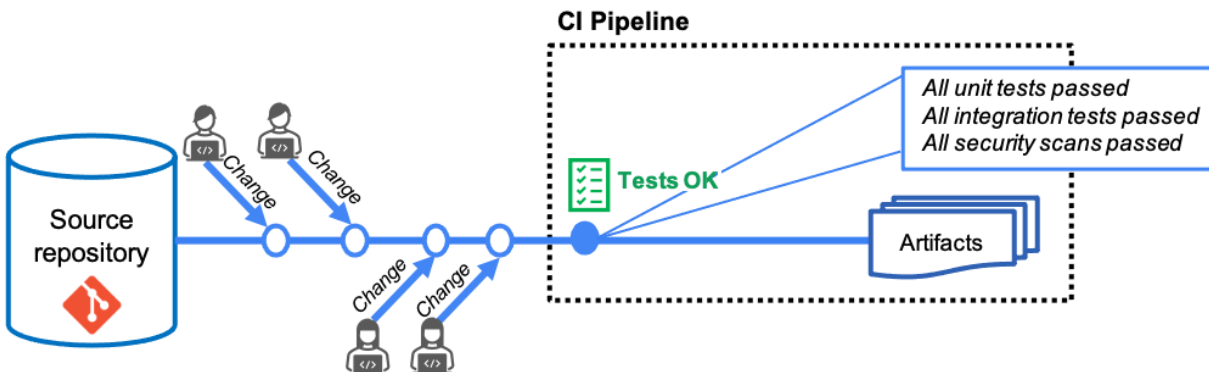 CI Pipeline
All unit tests passed
All integration tests passed
All security scans passed
Change
Change
Tests OK
Source
repository
Artifacts
Change
Change